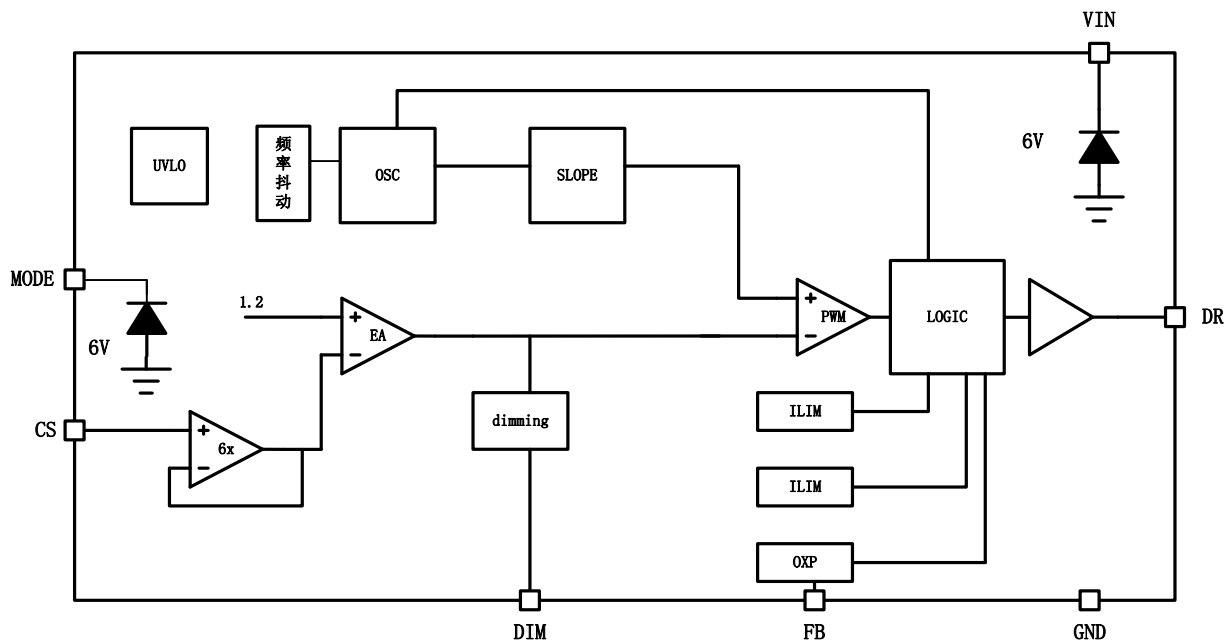 VIN
6V
UVLO
频率抖动
OSC
SLOPE
MODE
6V
1.2
+
EA
−
+
PWM
−
LOGIC
DR
CS
+
6x
−
dimming
ILIM
ILIM
OXP
DIM
FB
GND